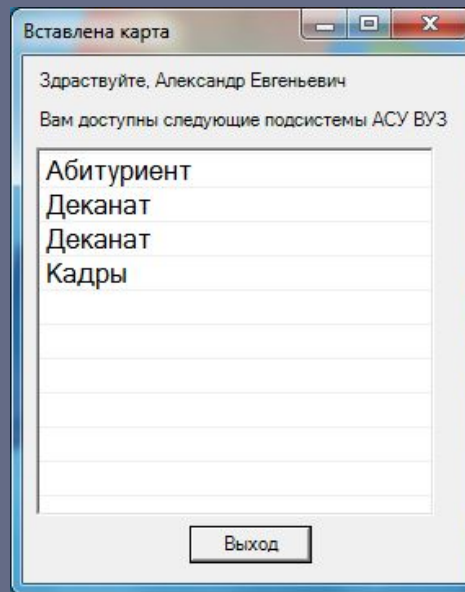 Вставлена карта
Здраствуйте, Александр Евгеньевич
Вам доступны следующие подсистемы АСУ ВУЗ
Абитуриент
Деканат
Деканат
Кадры
Выход